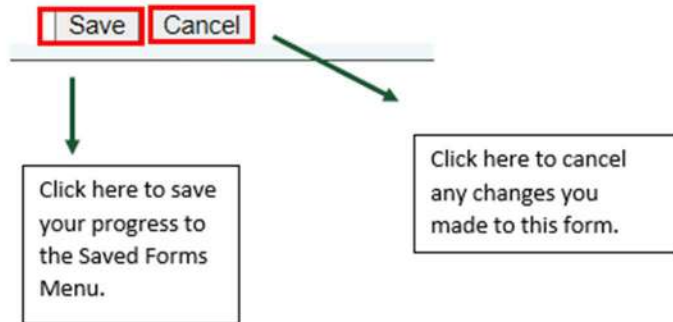 Save Cancel
Click here to save
your progress to
the Saved Forms
Menu.
Click here to cancel
any changes you
made to this form.